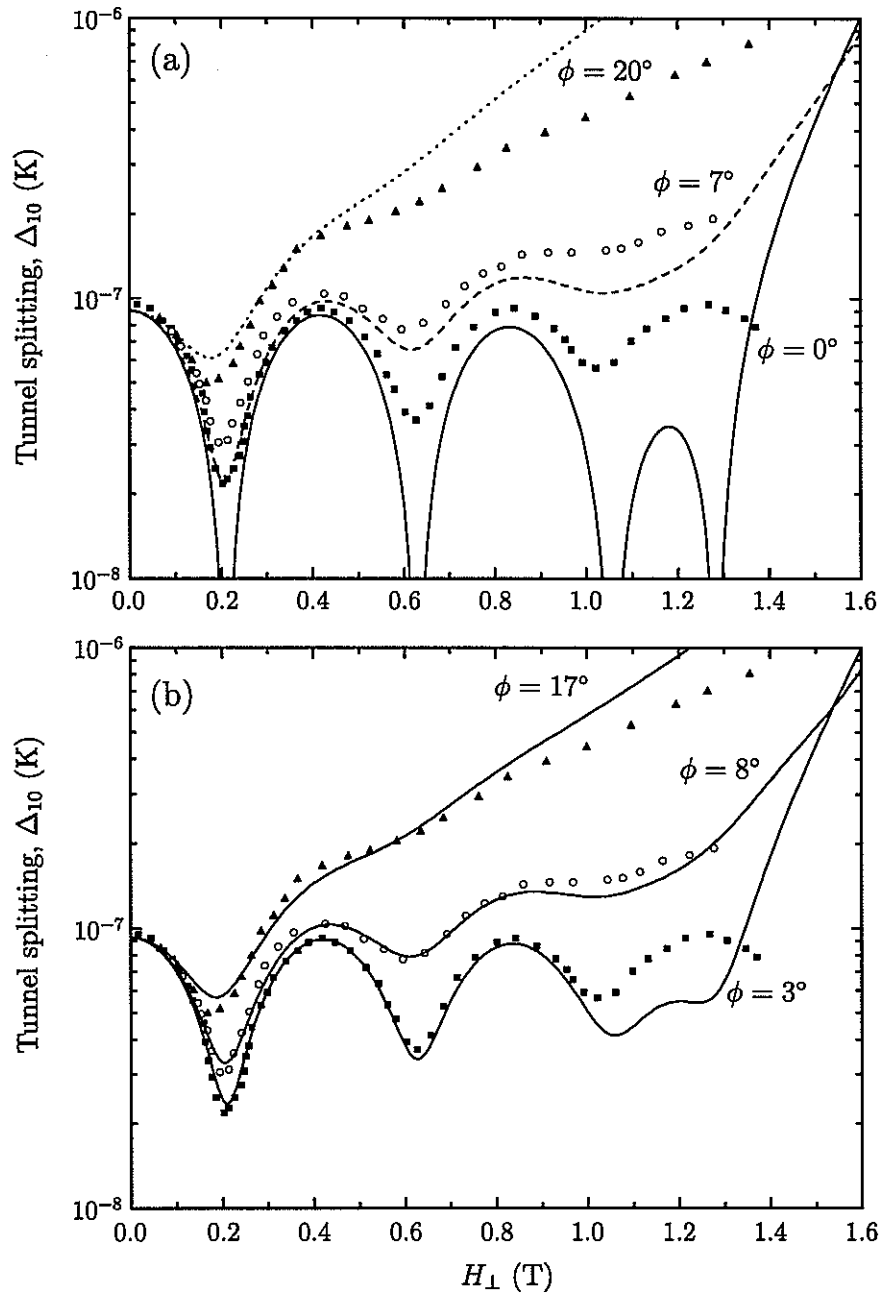 (a)
φ = 20°
φ = 7°
φ = 0°
Tunnel splitting, Δ₁₀ (K)
10⁻⁶
10⁻⁷
10⁻⁸
0.0 0.2 0.4 0.6 0.8 1.0 1.2 1.4 1.6
(b)
φ = 17°
φ = 8°
φ = 3°
Tunnel splitting, Δ₁₀ (K)
10⁻⁶
10⁻⁷
10⁻⁸
0.0 0.2 0.4 0.6 0.8 1.0 1.2 1.4 1.6
H⊥ (T)